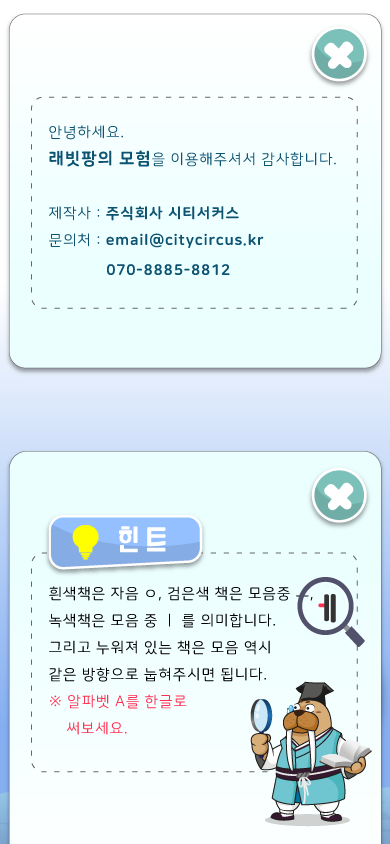 안녕하세요.
래빗팡의 모험을 이용해주셔서 감사합니다.
제작사 : 주식회사 시티서커스
문의처 : email@citycircus.kr
070-8885-8812
힌트
흰색책은 자음 ㅇ, 검은색 책은 모음중 ㅡ,
녹색책은 모음 중 ㅣ 를 의미합니다.
그리고 누워져 있는 책은 모음 역시
같은 방향으로 눕혀주시면 됩니다.
※ 알파벳 A를 한글로
써보세요.